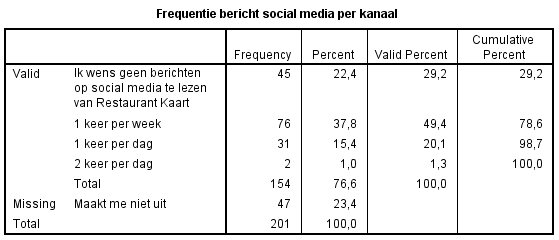 Frequentie bericht social media per kanaal
Frequency Percent Valid Percent Cumulative Percent
Valid Ik wens geen berichten op social media te lezen van Restaurant Kaart 45 22,4 29,2 29,2
1 keer per week 76 37,8 49,4 78,6
1 keer per dag 31 15,4 20,1 98,7
2 keer per dag 2 1,0 1,3 100,0
Total 154 76,6 100,0
Missing Maakt me niet uit 47 23,4
Total 201 100,0